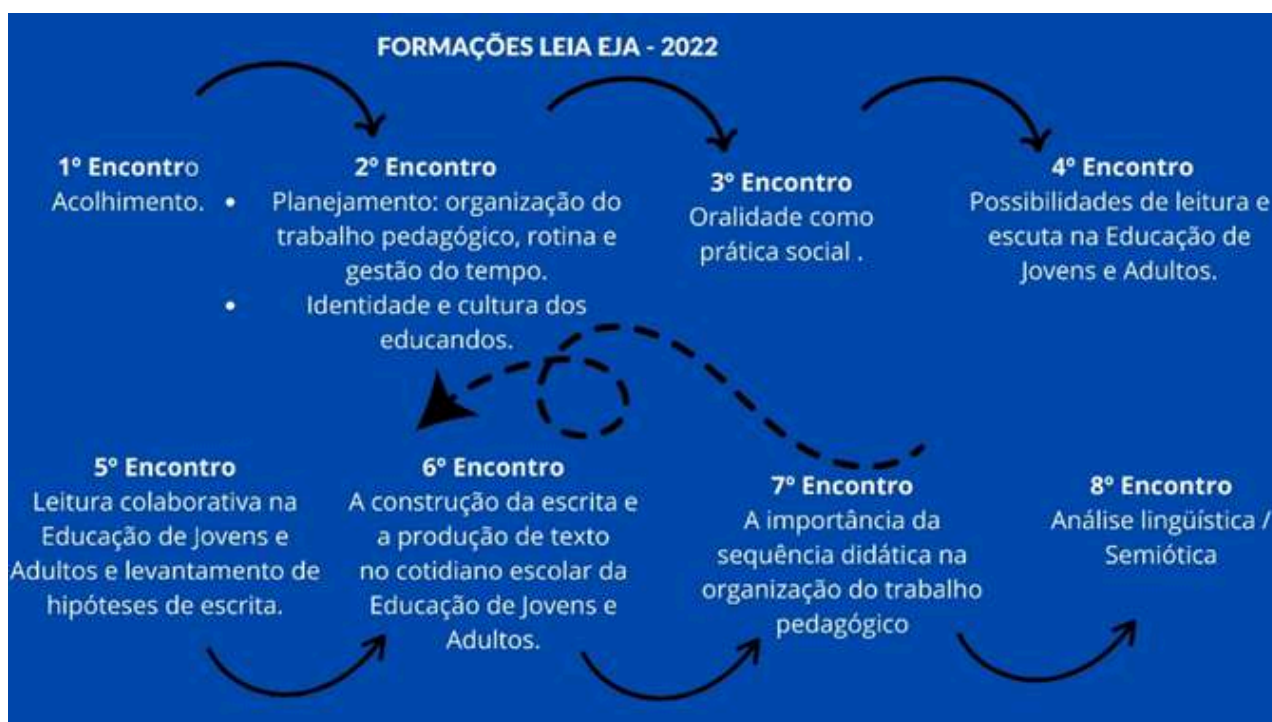 FORMAÇÕES LEIA EJA - 2022
1º Encontro
Acolhimento.
2º Encontro
• Planejamento: organização do
trabalho pedagógico, rotina e
gestão do tempo.
• Identidade e cultura dos
educandos.
3º Encontro
Oralidade como
prática social .
4º Encontro
Possibilidades de leitura e
escuta na Educação de
Jovens e Adultos.
5º Encontro
Leitura colaborativa na
Educação de Jovens e
Adultos e levantamento de
hipóteses de escrita.
6º Encontro
A construção da escrita e
a produção de texto
no cotidiano escolar da
Educação de Jovens e
Adultos.
7º Encontro
A importância da
sequência didática na
organização do trabalho
pedagógico
8º Encontro
Análise lingüística /
Semiótica